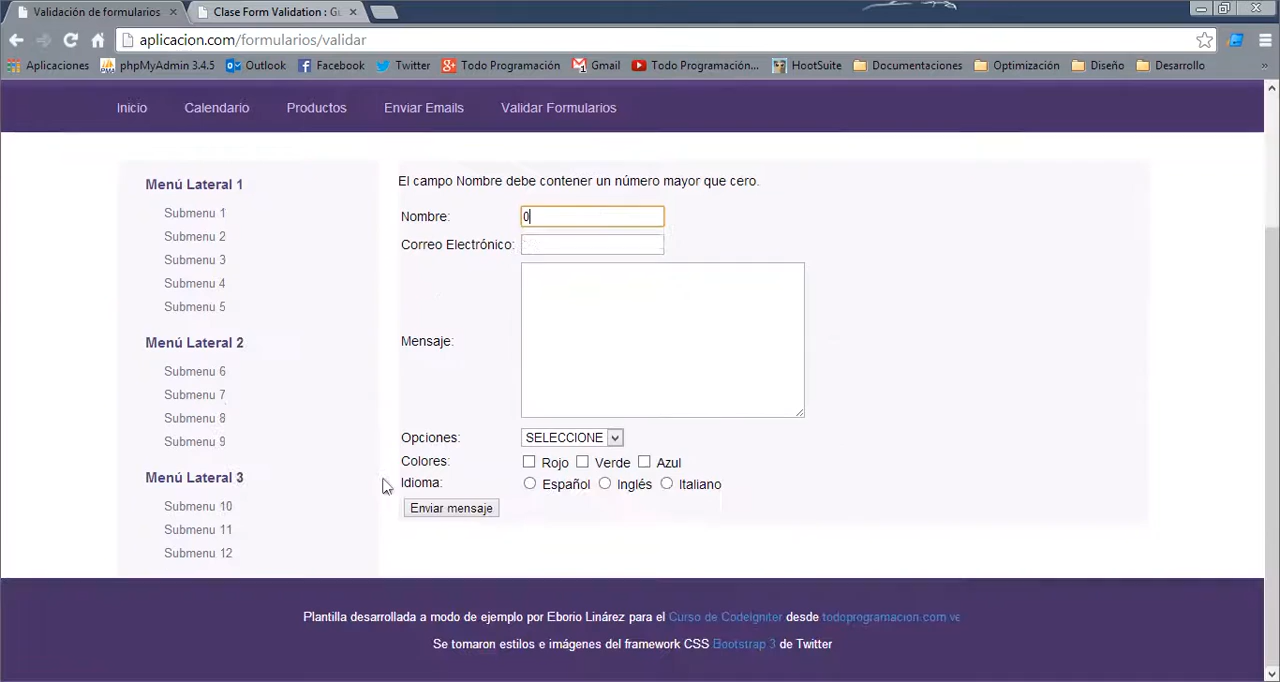 Validación de formularios
Clase Form Validation : Gu
aplicacion.com/formularios/validar
Aplicaciones phpMyAdmin 3.4.5 Outlook Facebook Twitter Todo Programación Gmail Todo Programación... HootSuite Documentaciones Optimización Diseño Desarrollo »
Inicio Calendario Productos Enviar Emails Validar Formularios
Menú Lateral 1
Submenu 1
Submenu 2
Submenu 3
Submenu 4
Submenu 5
Menú Lateral 2
Submenu 6
Submenu 7
Submenu 8
Submenu 9
Menú Lateral 3
Submenu 10
Submenu 11
Submenu 12
El campo Nombre debe contener un número mayor que cero.
Nombre: 0
Correo Electrónico:
Mensaje:
Opciones: SELECCIONE
Colores: Rojo Verde Azul
Idioma: Español Inglés Italiano
Enviar mensaje
Plantilla desarrollada a modo de ejemplo por Eborio Linárez para el Curso de CodeIgniter desde todoprogramacion.com.ve
Se tomaron estilos e imágenes del framework CSS Bootstrap 3 de Twitter